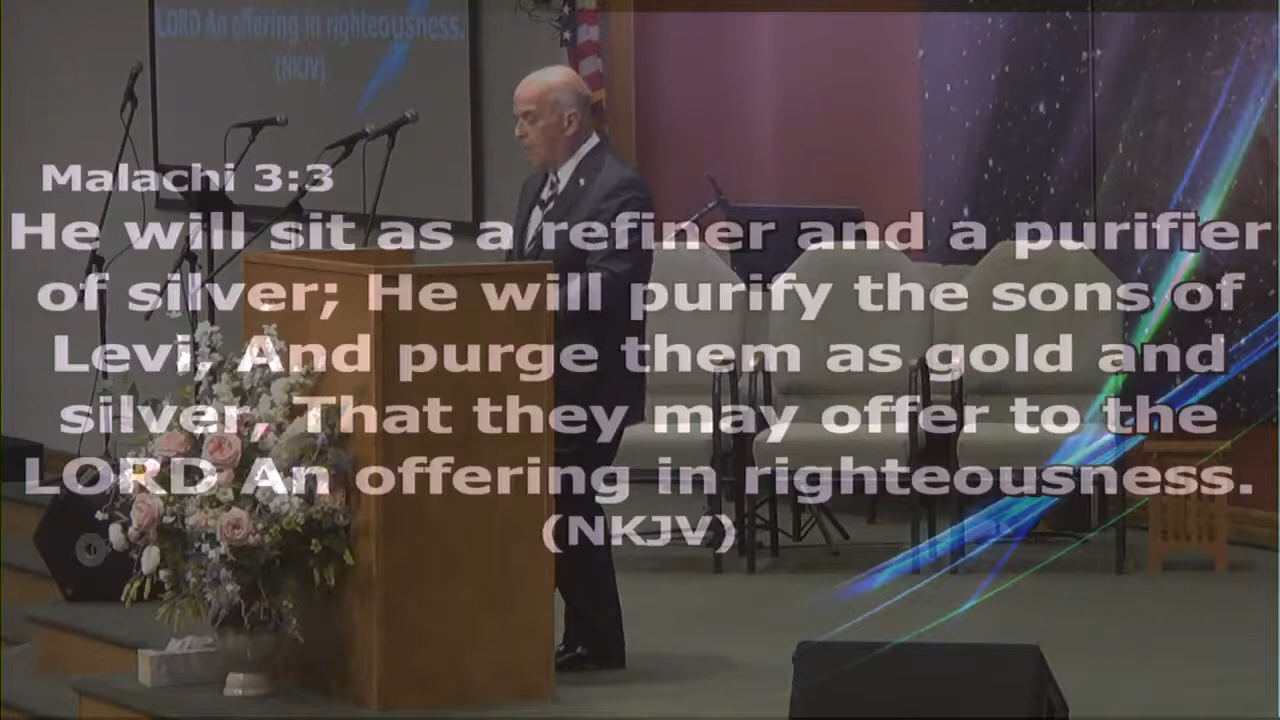 LORD An offering in righteousness.
(NKJV)
Malachi 3:3
He will sit as a refiner and a purifier
of silver; He will purify the sons of
Levi, And purge them as gold and
silver, That they may offer to the
LORD An offering in righteousness.
(NKJV)